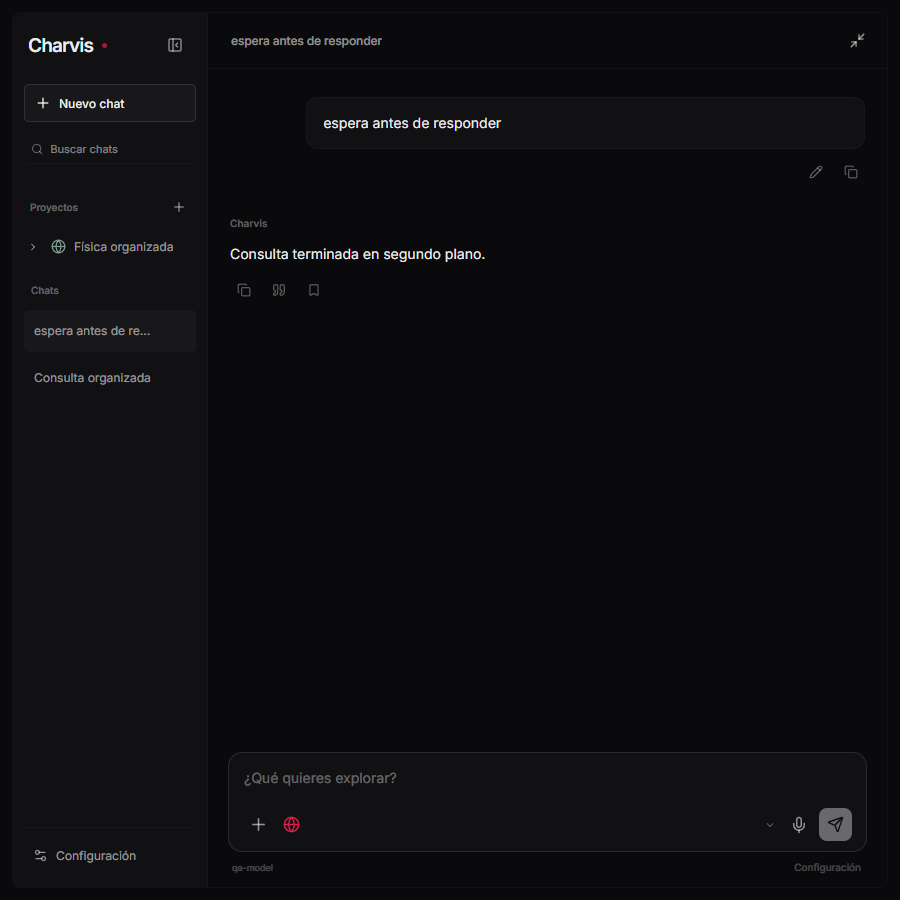 Charvis
Nuevo chat
Buscar chats
Proyectos
Física organizada
Chats
espera antes de re...
Consulta organizada
Configuración
espera antes de responder
espera antes de responder
Charvis
Consulta terminada en segundo plano.
¿Qué quieres explorar?
qa-model
Configuración